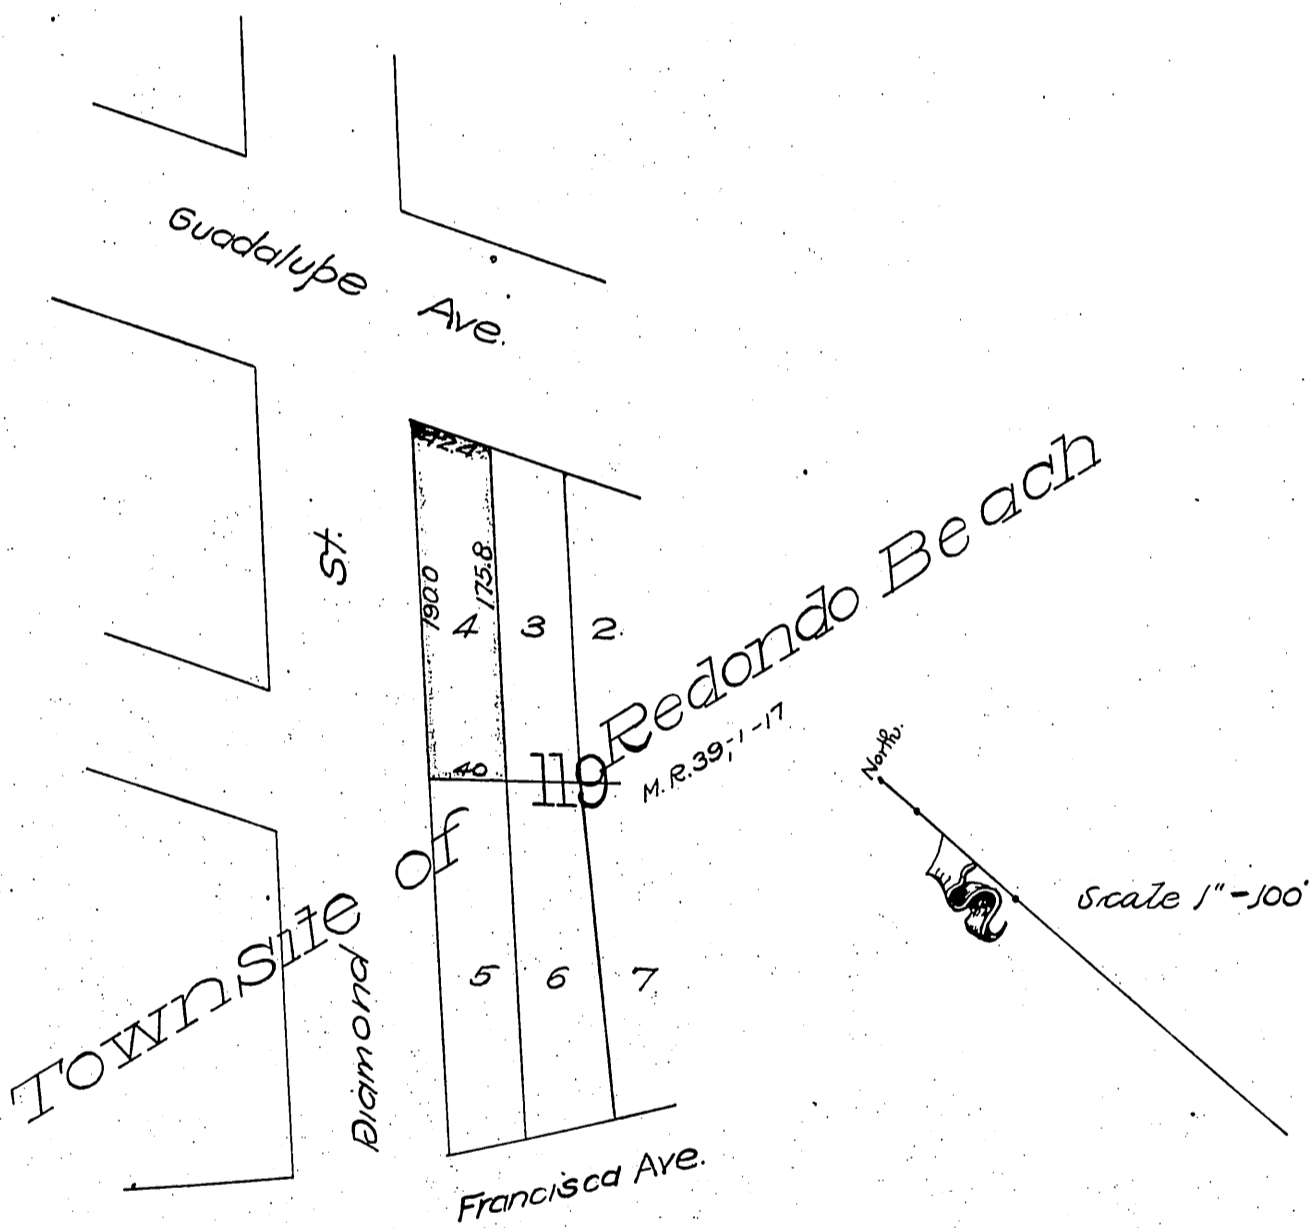 Guadalupe Ave.
42.4
St.
190.0
175.8
4
3
2.
Townsite of Redondo Beach
40
119
M.R. 39,-1-17
North.
Scale 1"-100'
Diamond
5
6
7
Francisca Ave.